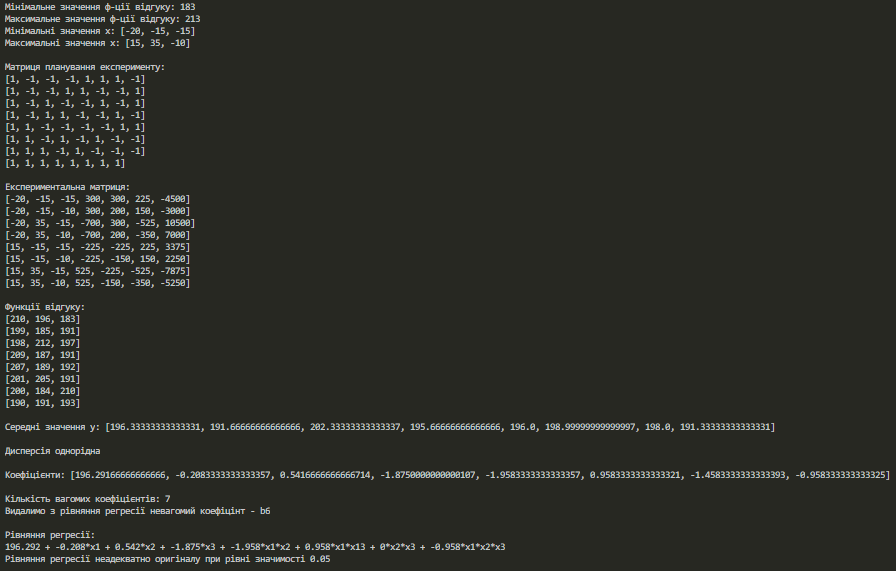 Мінімальне значення ф-ції відгуку: 183
Максимальне значення ф-ції відгуку: 213
Мінімальні значення x: [-20, -15, -15]
Максимальні значення x: [15, 35, -10]
Матриця планування експерименту:
[1, -1, -1, -1, 1, 1, 1, -1]
[1, -1, -1, 1, 1, -1, -1, 1]
[1, -1, 1, -1, -1, 1, -1, 1]
[1, -1, 1, 1, -1, -1, 1, -1]
[1, 1, -1, -1, -1, -1, 1, 1]
[1, 1, -1, 1, -1, 1, -1, -1]
[1, 1, 1, -1, 1, -1, -1, -1]
[1, 1, 1, 1, 1, 1, 1, 1]
Експериментальна матриця:
[-20, -15, -15, 300, 300, 225, -4500]
[-20, -15, -10, 300, 200, 150, -3000]
[-20, 35, -15, -700, 300, -525, 10500]
[-20, 35, -10, -700, 200, -350, 7000]
[15, -15, -15, -225, -225, 225, 3375]
[15, -15, -10, -225, -150, 150, 2250]
[15, 35, -15, 525, -225, -525, -7875]
[15, 35, -10, 525, -150, -350, -5250]
Функції відгуку:
[210, 196, 183]
[199, 185, 191]
[198, 212, 197]
[209, 187, 191]
[207, 189, 192]
[201, 205, 191]
[200, 184, 210]
[190, 191, 193]
Середні значення y: [196.33333333333331, 191.66666666666666, 202.33333333333337, 195.66666666666666, 196.0, 198.99999999999997, 198.0, 191.33333333333331]
Дисперсія однорідна
Коефіцієнти: [196.29166666666666, -0.2083333333333357, 0.5416666666666714, -1.8750000000000107, -1.9583333333333357, 0.9583333333333321, -1.4583333333333393, -0.9583333333333325]
Кількість вагомих коефіцієнтів: 7
Видалимо з рівняння регресії невагомий коефіцінт - b6
Рівняння регресії:
196.292 + -0.208*x1 + 0.542*x2 + -1.875*x3 + -1.958*x1*x2 + 0.958*x1*x13 + 0*x2*x3 + -0.958*x1*x2*x3
Рівняння регресії неадекватно оригіналу при рівні значимості 0.05